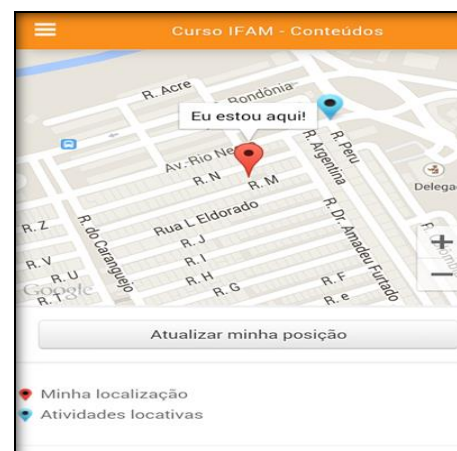 Curso IFAM - Conteúdos
R. Acre
Rondônia
Eu estou aqui!
R. Peru
R. Argentina
Av. Rio Ne
R. N
R. M
Delega
Rua L Eldorado
R. Z
R. do Caranguejo
R. J
R. Dr. Amadeu Furtado
R. V
R. I
R. U
R. H
R. F
Google
R. T
R. G
R. e
+
−
Atualizar minha posição
Minha localização
Atividades locativas